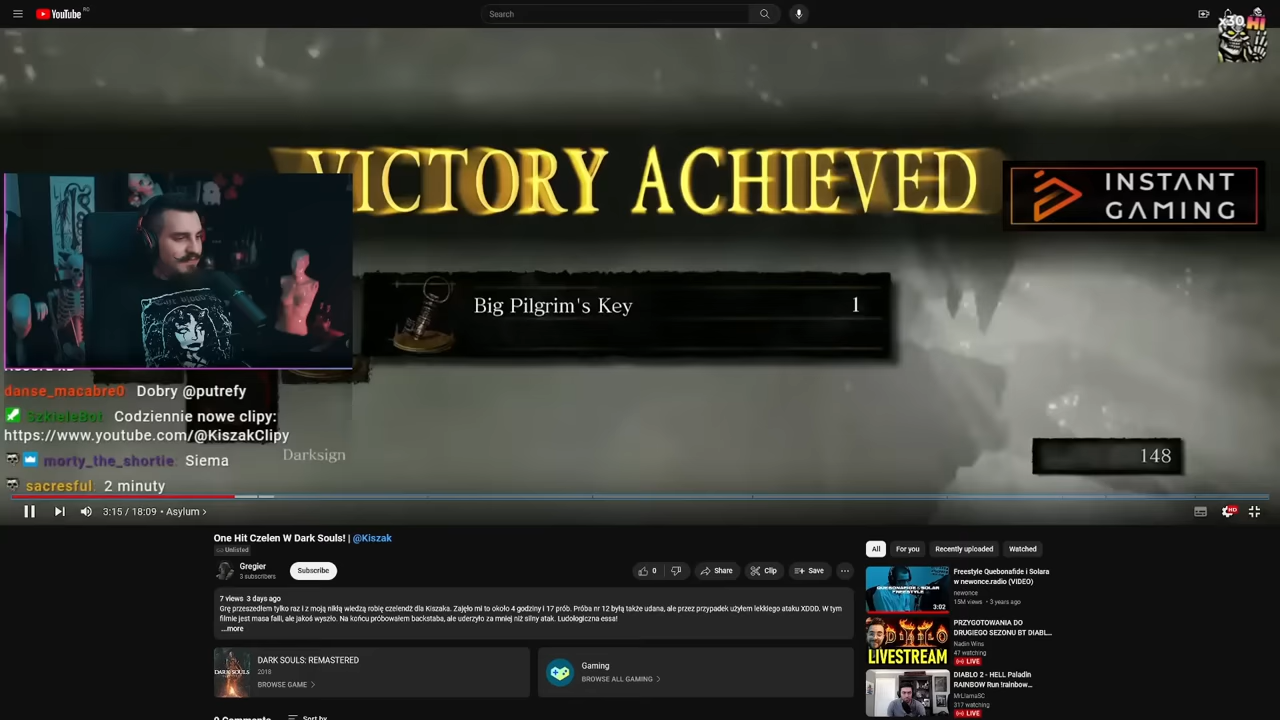 YouTube RO
Search
x30 HI
VICTORY ACHIEVED
INSTANT
GAMING
Big Pilgrim's Key 1
danse_macabre0 Dobry @putrefy
SzkieleBot: Codziennie nowe clipy:
https://www.youtube.com/@KiszakClipy
morty_the_shortie: Siema
Darksign
148
sacresful: 2 minuty
3:15 / 18:09 • Asylum >
HD
One Hit Czelen W Dark Souls! | @Kiszak
Unlisted
Gregier
3 subscribers
Subscribe
0
Share
Clip
Save
7 views 3 days ago
Grę przeszedłem tylko raz i z moją nikłą wiedzą robię czelendż dla Kiszaka. Zajęło mi to około 4 godziny i 17 prób. Próba nr 12 byłą także udana, ale przez przypadek użyłem lekkiego ataku XDDD. W tym
filmie jest masa faili, ale jakoś wyszło. Na końcu próbowałem backstaba, ale uderzyło za mniej niż silny atak. Ludologiczna essa!
...more
DARK SOULS: REMASTERED
2018
BROWSE GAME >
Gaming
BROWSE ALL GAMING >
0 Comments
Sort by
All
For you
Recently uploaded
Watched
Freestyle Quebonafide i Solara
w newonce.radio (VIDEO)
newonce
15M views • 3 years ago
3:02
PRZYGOTOWANIA DO
DRUGIEGO SEZONU BT DIABL...
Nadin Wins
47 watching
LIVE
LIVESTREAM
DIABLO 2 - HELL Paladin
RAINBOW Run !rainbow...
MrLlamaSC
317 watching
LIVE